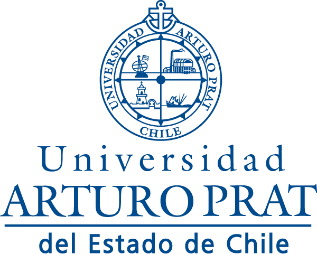 UNIVERSIDAD ARTURO PRAT
CHILE
Universidad
ARTURO PRAT
del Estado de Chile